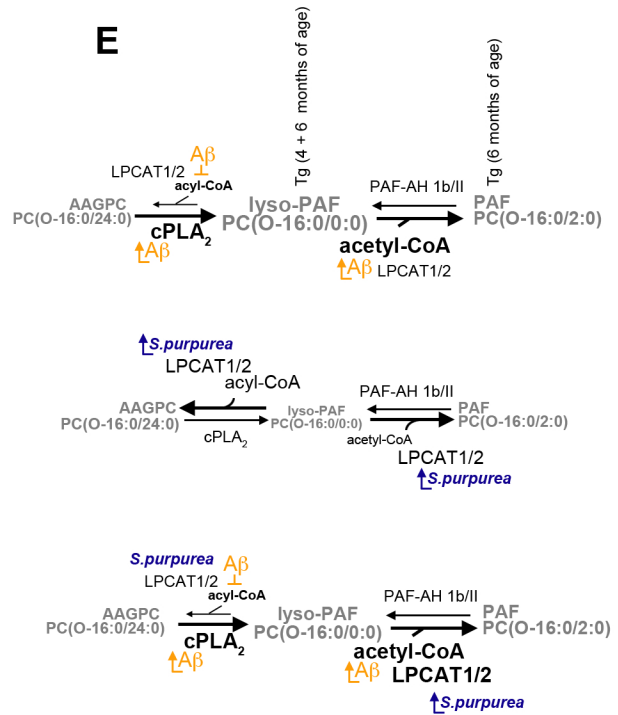 E
Tg (4 + 6 months of age)
Tg (6 months of age)
Aβ
LPCAT1/2
acyl-CoA
AAGPC
PC(O-16:0/24:0)
cPLA2
Aβ
lyso-PAF
PC(O-16:0/0:0)
PAF-AH 1b/II
acetyl-CoA
Aβ LPCAT1/2
PAF
PC(O-16:0/2:0)
S.purpurea
LPCAT1/2
acyl-CoA
AAGPC
PC(O-16:0/24:0)
cPLA2
lyso-PAF
PC(O-16:0/0:0)
PAF-AH 1b/II
acetyl-CoA
LPCAT1/2
S.purpurea
PAF
PC(O-16:0/2:0)
S.purpurea
Aβ
LPCAT1/2
acyl-CoA
AAGPC
PC(O-16:0/24:0)
cPLA2
Aβ
lyso-PAF
PC(O-16:0/0:0)
PAF-AH 1b/II
acetyl-CoA
Aβ LPCAT1/2
S.purpurea
PAF
PC(O-16:0/2:0)